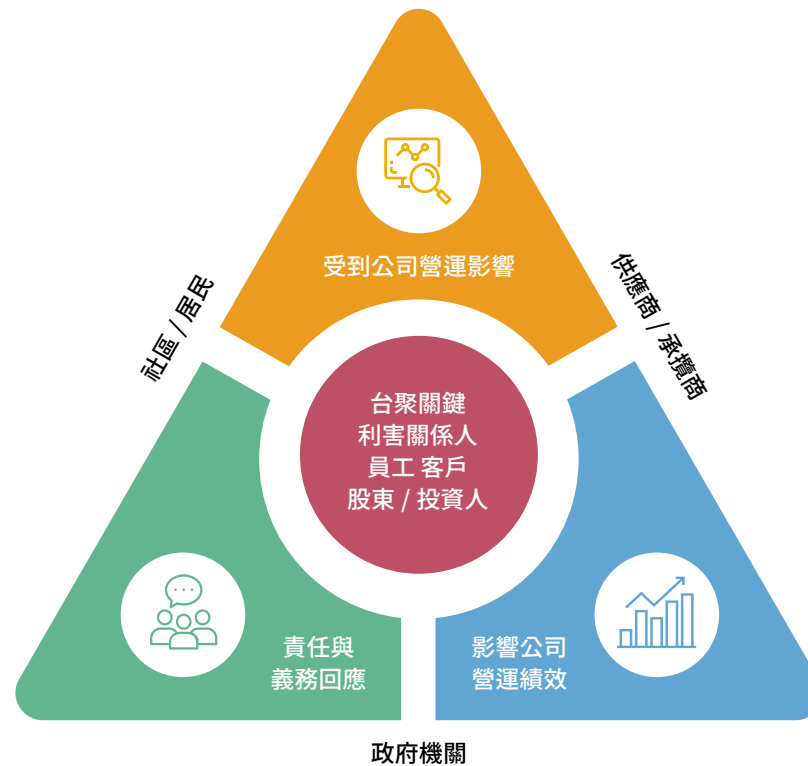 受到公司營運影響
社區 / 居民
供應商 / 承攬商
台聚關鍵
利害關係人
員工 客戶
股東 / 投資人
責任與
義務回應
影響公司
營運績效
政府機關